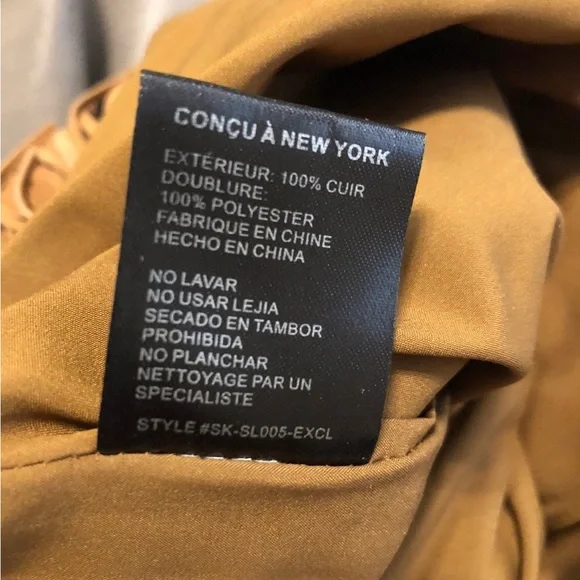 CONÇU À NEW YORK
EXTÉRIEUR: 100% CUIR
DOUBLURE:
100% POLYESTER
FABRIQUE EN CHINE
HECHO EN CHINA
NO LAVAR
NO USAR LEJIA
SECADO EN TAMBOR
PROHIBIDA
NO PLANCHAR
NETTOYAGE PAR UN
SPECIALISTE
STYLE #SK-SL005-EXCL